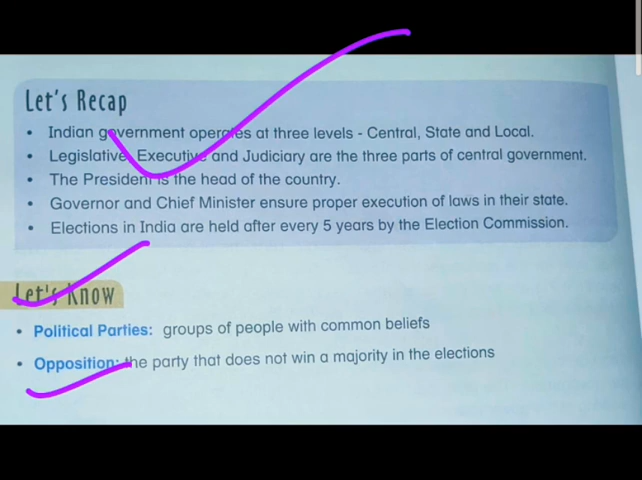 Let's Recap
• Indian government operates at three levels - Central, State and Local.
• Legislative, Executive and Judiciary are the three parts of central government.
• The President is the head of the country.
• Governor and Chief Minister ensure proper execution of laws in their state.
• Elections in India are held after every 5 years by the Election Commission.
Let's Know
• Political Parties: groups of people with common beliefs
• Opposition: the party that does not win a majority in the elections